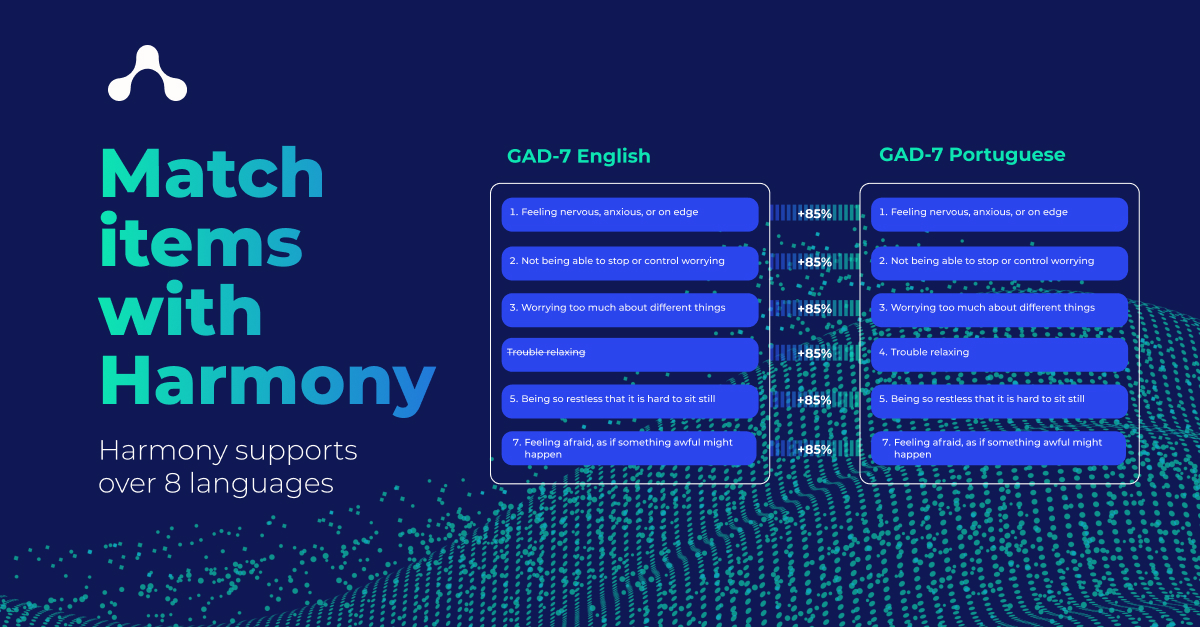 Match
items
with
Harmony
Harmony supports
over 8 languages
GAD-7 English
1. Feeling nervous, anxious, or on edge
2. Not being able to stop or control worrying
3. Worrying too much about different things
Trouble relaxing
5. Being so restless that it is hard to sit still
7. Feeling afraid, as if something awful might
happen
+85%
+85%
+85%
+85%
+85%
+85%
GAD-7 Portuguese
1. Feeling nervous, anxious, or on edge
2. Not being able to stop or control worrying
3. Worrying too much about different things
4. Trouble relaxing
5. Being so restless that it is hard to sit still
7. Feeling afraid, as if something awful might
happen